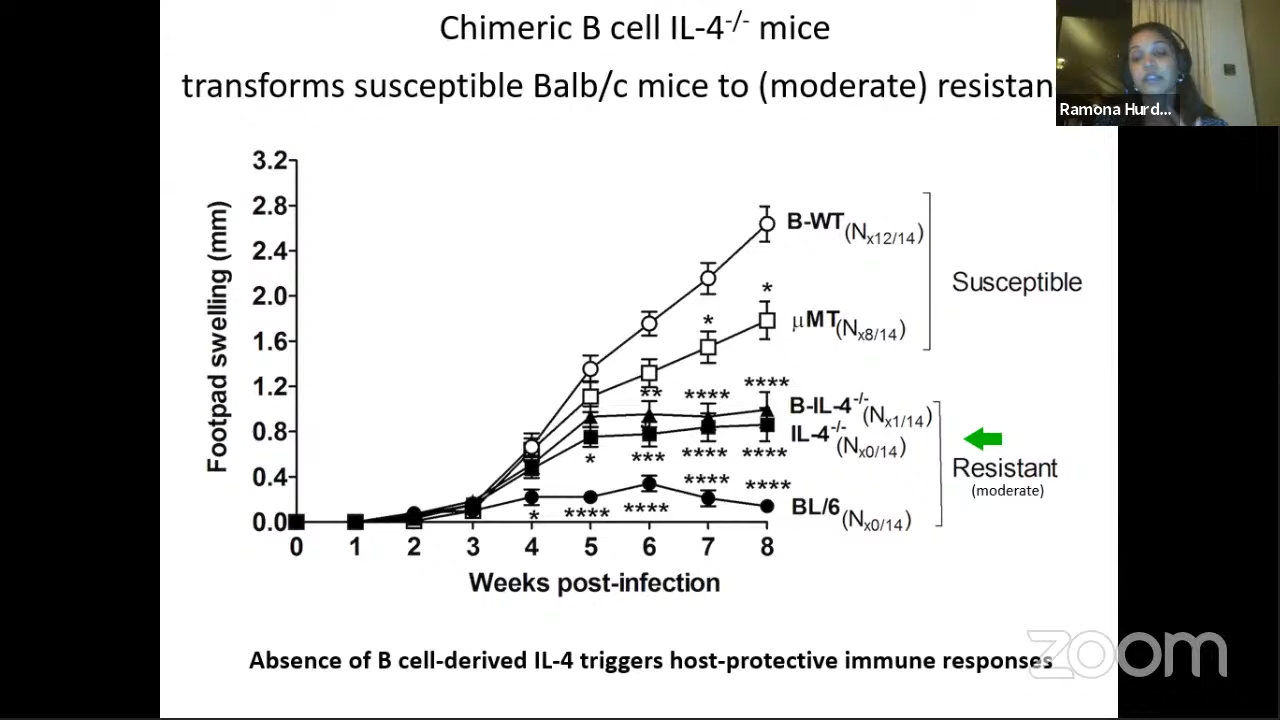 Chimeric B cell IL-4-/- mice
transforms susceptible Balb/c mice to (moderate) resistan
Ramona Hurd...
Footpad swelling (mm)
3.2
2.8
2.4
2.0
1.6
1.2
0.8
0.4
0.0
0 1 2 3 4 5 6 7 8
Weeks post-infection
B-WT(Nx12/14)
Susceptible
*
*
µMT(Nx8/14)
** **** ****
B-IL-4-/-(Nx1/14)
IL-4-/-(Nx0/14)
* *** **** ****
Resistant
(moderate)
**** ****
BL/6(Nx0/14)
* **** ****
Absence of B cell-derived IL-4 triggers host-protective immune responses
zoom